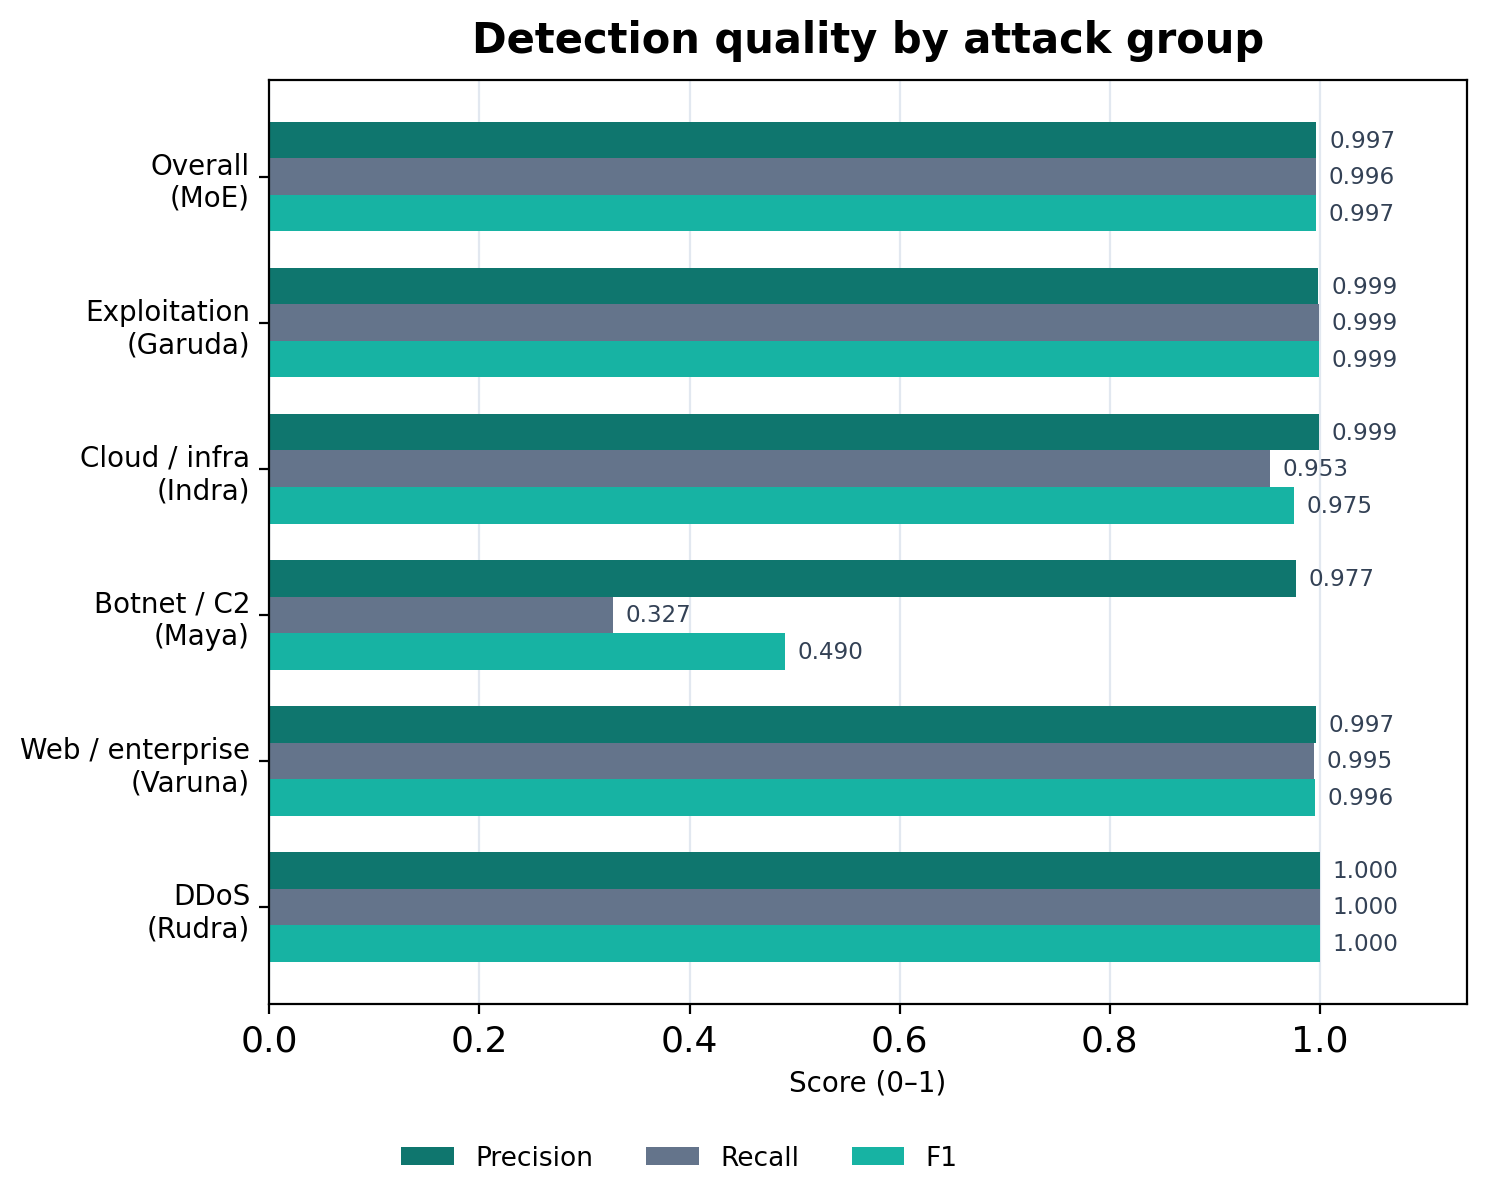 Detection quality by attack group
Overall
(MoE)
0.997
0.996
0.997
Exploitation
(Garuda)
0.999
0.999
0.999
Cloud / infra
(Indra)
0.999
0.953
0.975
Botnet / C2
(Maya)
0.977
0.327
0.490
Web / enterprise
(Varuna)
0.997
0.995
0.996
DDoS
(Rudra)
1.000
1.000
1.000
0.0 0.2 0.4 0.6 0.8 1.0
Score (0–1)
Precision Recall F1